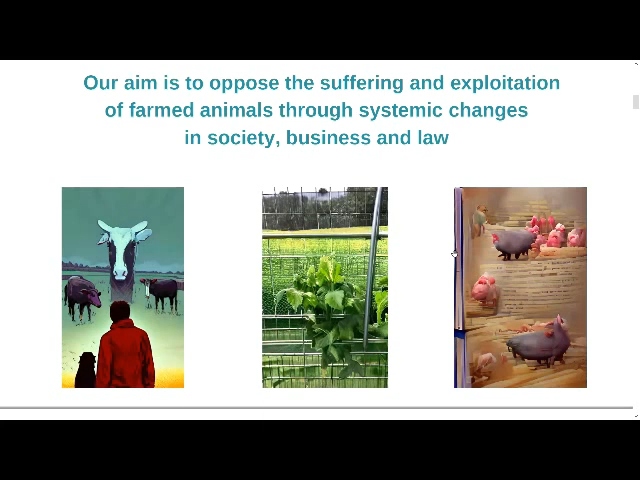 Our aim is to oppose the suffering and exploitation
of farmed animals through systemic changes
in society, business and law